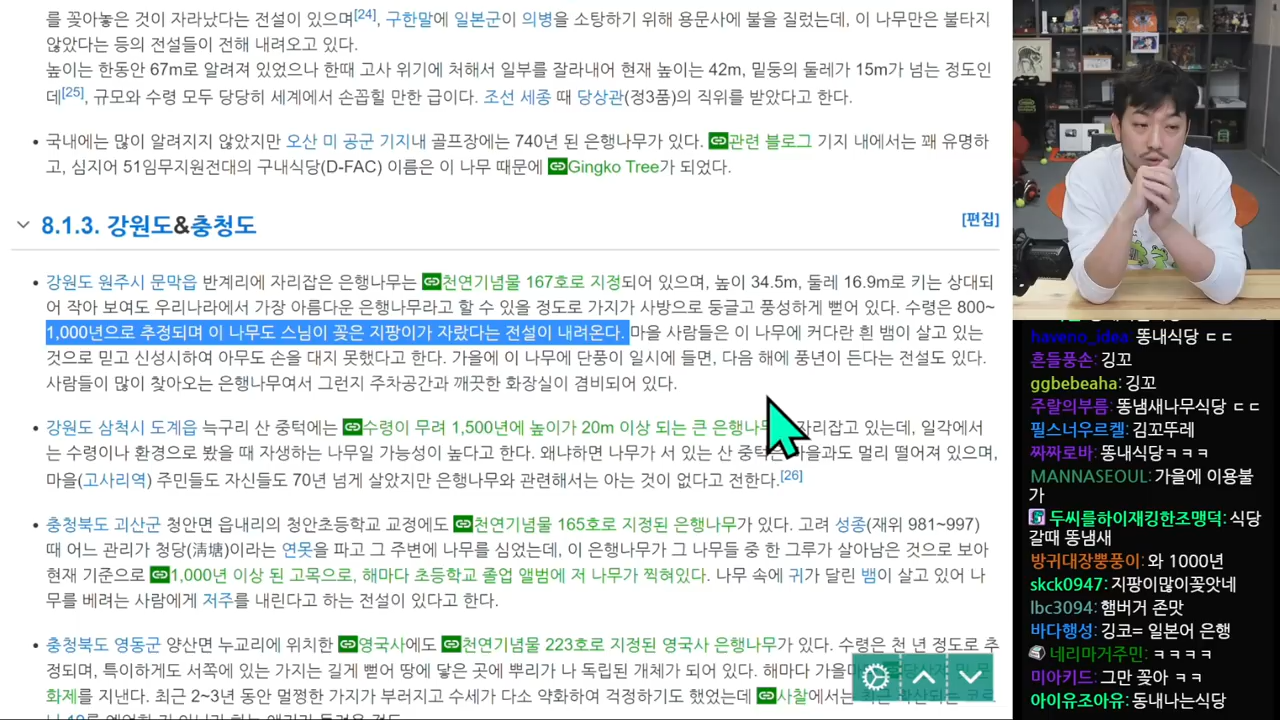 를 꽂아놓은 것이 자라났다는 전설이 있으며[24], 구한말에 일본군이 의병을 소탕하기 위해 용문사에 불을 질렀는데, 이 나무만은 불타지
않았다는 등의 전설들이 전해 내려오고 있다.
높이는 한동안 67m로 알려져 있었으나 한때 고사 위기에 처해서 일부를 잘라내어 현재 높이는 42m, 밑둥의 둘레가 15m가 넘는 정도인
데[25], 규모와 수령 모두 당당히 세계에서 손꼽힐 만한 급이다. 조선 세종 때 당상관(정3품)의 직위를 받았다고 한다.
• 국내에는 많이 알려지지 않았지만 오산 미 공군 기지내 골프장에는 740년 된 은행나무가 있다. 관련 블로그 기지 내에서는 꽤 유명하
고, 심지어 51임무지원전대의 구내식당(D-FAC) 이름은 이 나무 때문에 Gingko Tree가 되었다.
8.1.3. 강원도&충청도 [편집]
• 강원도 원주시 문막읍 반계리에 자리잡은 은행나무는 천연기념물 167호로 지정되어 있으며, 높이 34.5m, 둘레 16.9m로 키는 상대되
어 작아 보여도 우리나라에서 가장 아름다운 은행나무라고 할 수 있을 정도로 가지가 사방으로 둥글고 풍성하게 뻗어 있다. 수령은 800~
1,000년으로 추정되며 이 나무도 스님이 꽂은 지팡이가 자랐다는 전설이 내려온다. 마을 사람들은 이 나무에 커다란 흰 뱀이 살고 있는
것으로 믿고 신성시하여 아무도 손을 대지 못했다고 한다. 가을에 이 나무에 단풍이 일시에 들면, 다음 해에 풍년이 든다는 전설도 있다.
사람들이 많이 찾아오는 은행나무여서 그런지 주차공간과 깨끗한 화장실이 겸비되어 있다.
• 강원도 삼척시 도계읍 늑구리 산 중턱에는 수령이 무려 1,500년에 높이가 20m 이상 되는 큰 은행나무 자리잡고 있는데, 일각에서
는 수령이나 환경으로 봤을 때 자생하는 나무일 가능성이 높다고 한다. 왜냐하면 나무가 서 있는 산 중턱은 마을과도 멀리 떨어져 있으며,
마을(고사리역) 주민들도 자신들도 70년 넘게 살았지만 은행나무와 관련해서는 아는 것이 없다고 전한다.[26]
• 충청북도 괴산군 청안면 읍내리의 청안초등학교 교정에도 천연기념물 165호로 지정된 은행나무가 있다. 고려 성종(재위 981~997)
때 어느 관리가 청당(淸塘)이라는 연못을 파고 그 주변에 나무를 심었는데, 이 은행나무가 그 나무들 중 한 그루가 살아남은 것으로 보아
현재 기준으로 1,000년 이상 된 고목으로, 해마다 초등학교 졸업 앨범에 저 나무가 찍혀있다. 나무 속에 귀가 달린 뱀이 살고 있어 나
무를 베려는 사람에게 저주를 내린다고 하는 전설이 있다고 한다.
• 충청북도 영동군 양산면 누교리에 위치한 영국사에도 천연기념물 223호로 지정된 영국사 은행나무가 있다. 수령은 천 년 정도로 추
정되며, 특이하게도 서쪽에 있는 가지는 길게 뻗어 땅에 닿은 곳에 뿌리가 나 독립된 개체가 되어 있다. 해마다 가을
화제를 지낸다. 최근 2~3년 동안 멀쩡한 가지가 부러지고 수세가 다소 약화하여 걱정하기도 했었는데 사찰에서는
haveno_idea: 똥내식당 ㄷㄷ
흔들풍손: 깅꼬
ggbebeaha: 깅꼬
주랄의부름: 똥냄새나무식당 ㄷㄷ
필스너우르켈: 김꼬뚜레
짜짜로바: 똥내식당ㅋㅋㅋ
MANNASEOUL: 가을에 이용불
가
두씨를하이재킹한조맹덕: 식당
갈때 똥냄새
방귀대장뿡풍이: 와 1000년
skck0947: 지팡이많이꽂앗네
lbc3094: 햄버거 존맛
바다행성: 깅코= 일본어 은행
네리마거주민: ㅋㅋㅋㅋ
미아키드: 그만 꽂아 ㅋㅋ
아이유조아유: 동내나는식당